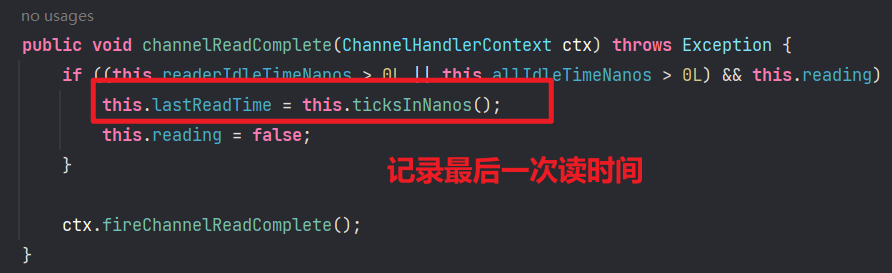 no usages
public void channelReadComplete(ChannelHandlerContext ctx) throws Exception {
if ((this.readerIdleTimeNanos > 0L || this.allIdleTimeNanos > 0L) && this.reading)
this.lastReadTime = this.ticksInNanos();
this.reading = false;
记录最后一次读时间
}
ctx.fireChannelReadComplete();
}